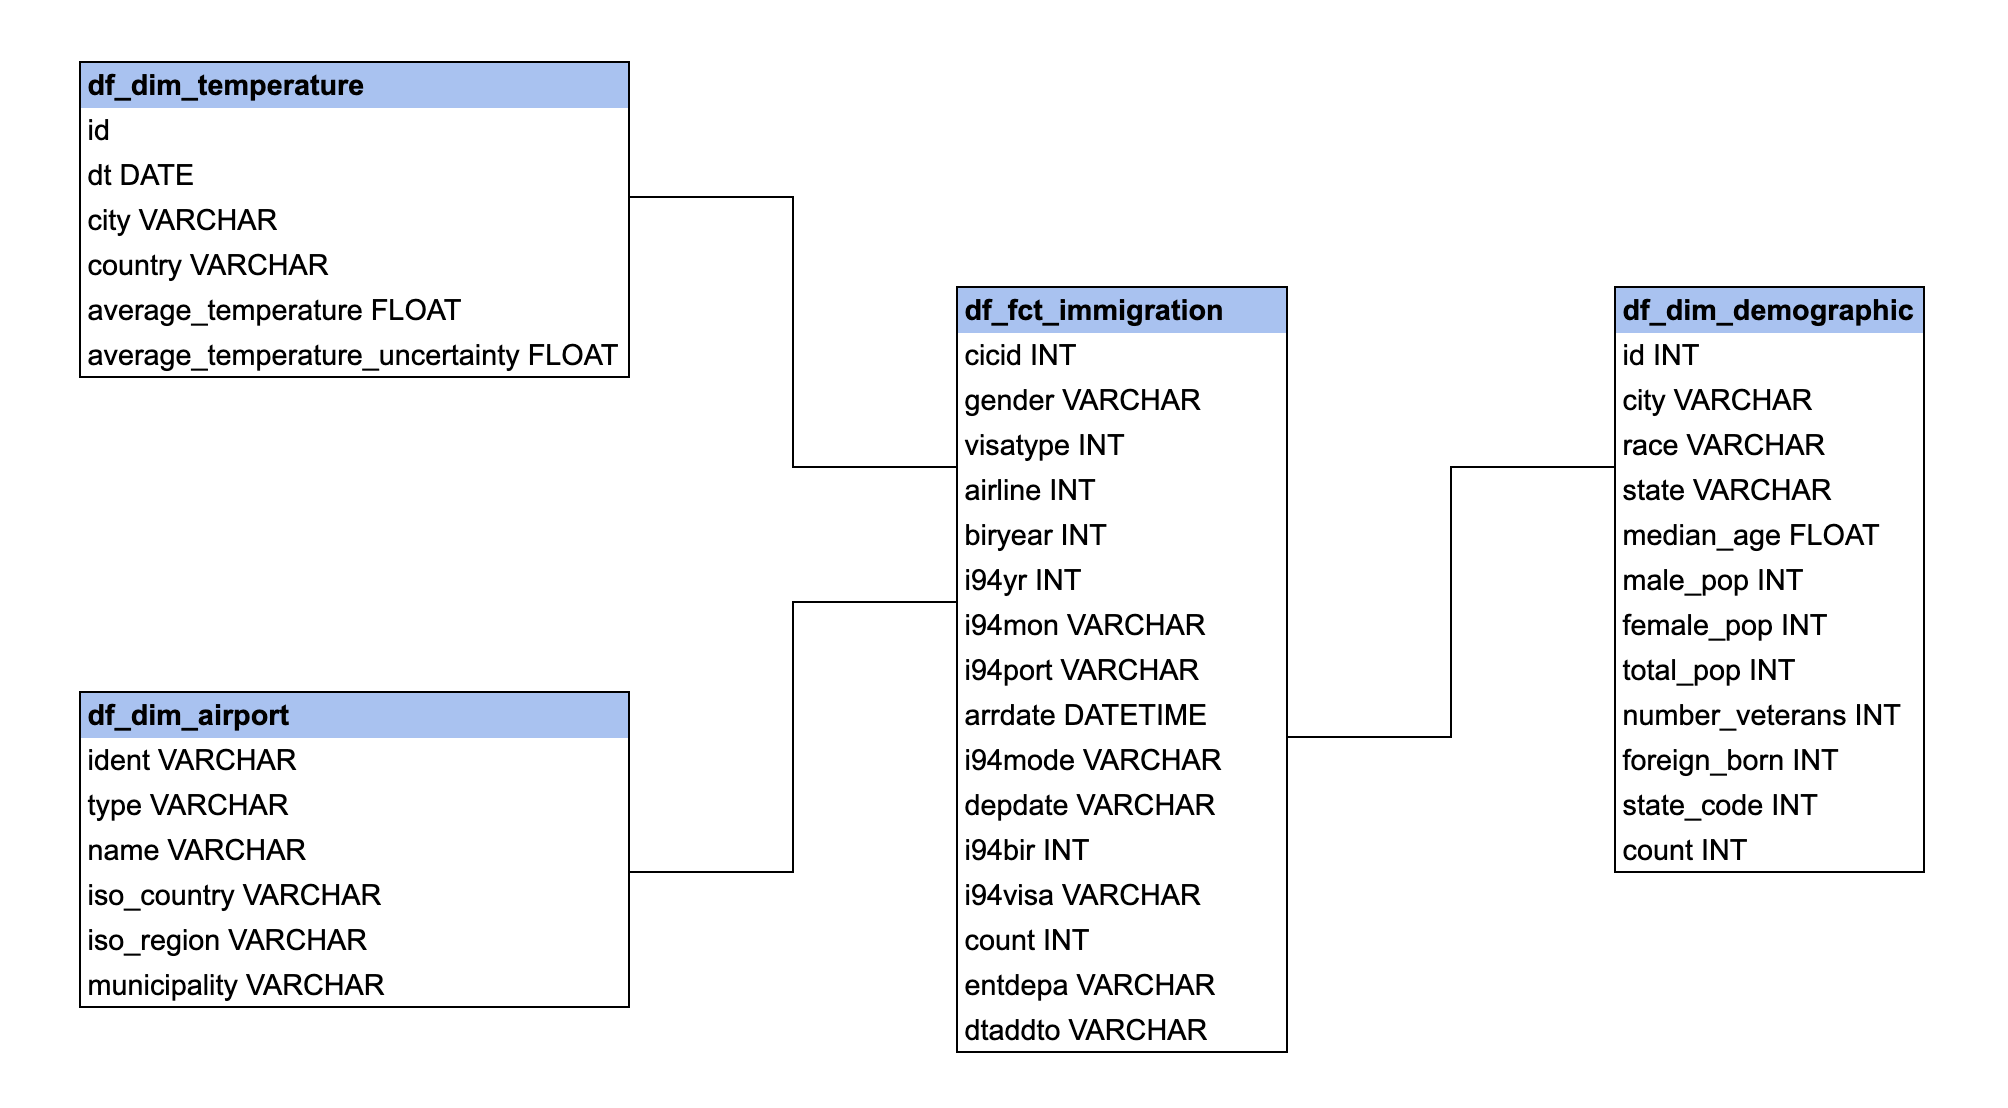 df_dim_temperature
id
dt DATE
city VARCHAR
country VARCHAR
average_temperature FLOAT
average_temperature_uncertainty FLOAT
df_dim_airport
ident VARCHAR
type VARCHAR
name VARCHAR
iso_country VARCHAR
iso_region VARCHAR
municipality VARCHAR
df_fct_immigration
cicid INT
gender VARCHAR
visatype INT
airline INT
biryear INT
i94yr INT
i94mon VARCHAR
i94port VARCHAR
arrdate DATETIME
i94mode VARCHAR
depdate VARCHAR
i94bir INT
i94visa VARCHAR
count INT
entdepa VARCHAR
dtaddto VARCHAR
df_dim_demographic
id INT
city VARCHAR
race VARCHAR
state VARCHAR
median_age FLOAT
male_pop INT
female_pop INT
total_pop INT
number_veterans INT
foreign_born INT
state_code INT
count INT